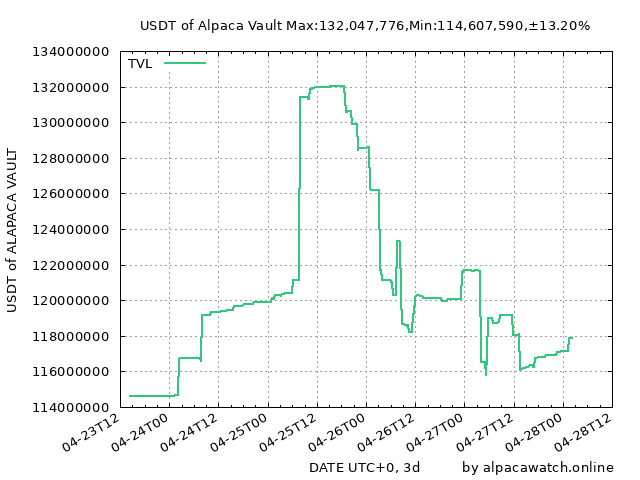 USDT of Alpaca Vault Max:132,047,776,Min:114,607,590,±13.20%
134000000
TVL
132000000
130000000
128000000
126000000
124000000
122000000
120000000
118000000
116000000
114000000
USDT of ALAPACA VAULT
04-23T12
04-24T00
04-24T12
04-25T00
04-25T12
04-26T00
04-26T12
04-27T00
04-27T12
04-28T00
04-28T12
DATE UTC+0, 3d
by alpacawatch.online